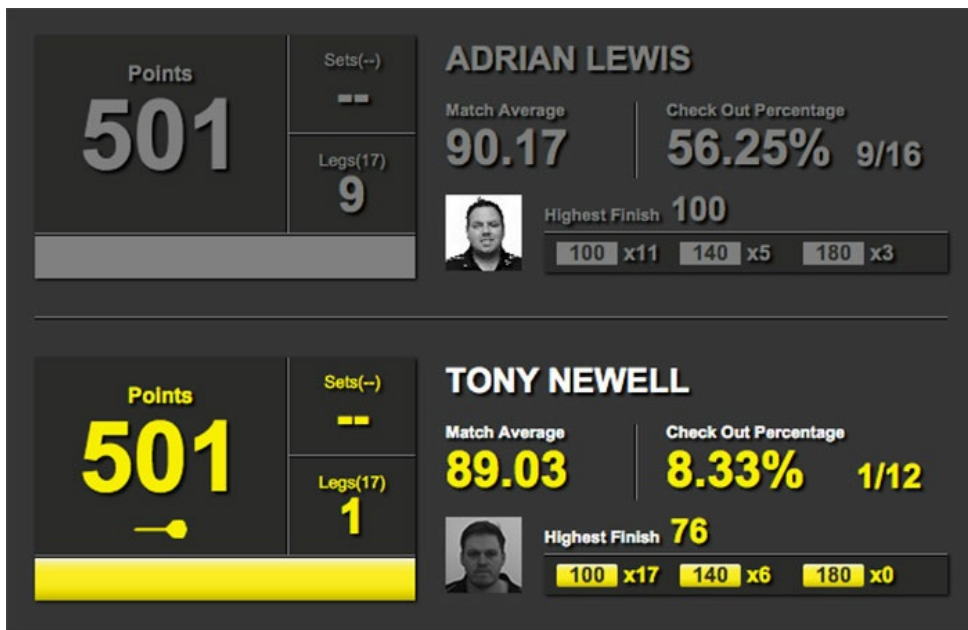 Points
501
Sets(--)
--
Legs(17)
9
ADRIAN LEWIS
Match Average
90.17
Check Out Percentage
56.25% 9/16
Highest Finish 100
100 x11 140 x5 180 x3
Points
501
Sets(--)
--
Legs(17)
1
TONY NEWELL
Match Average
89.03
Check Out Percentage
8.33% 1/12
Highest Finish 76
100 x17 140 x6 180 x0